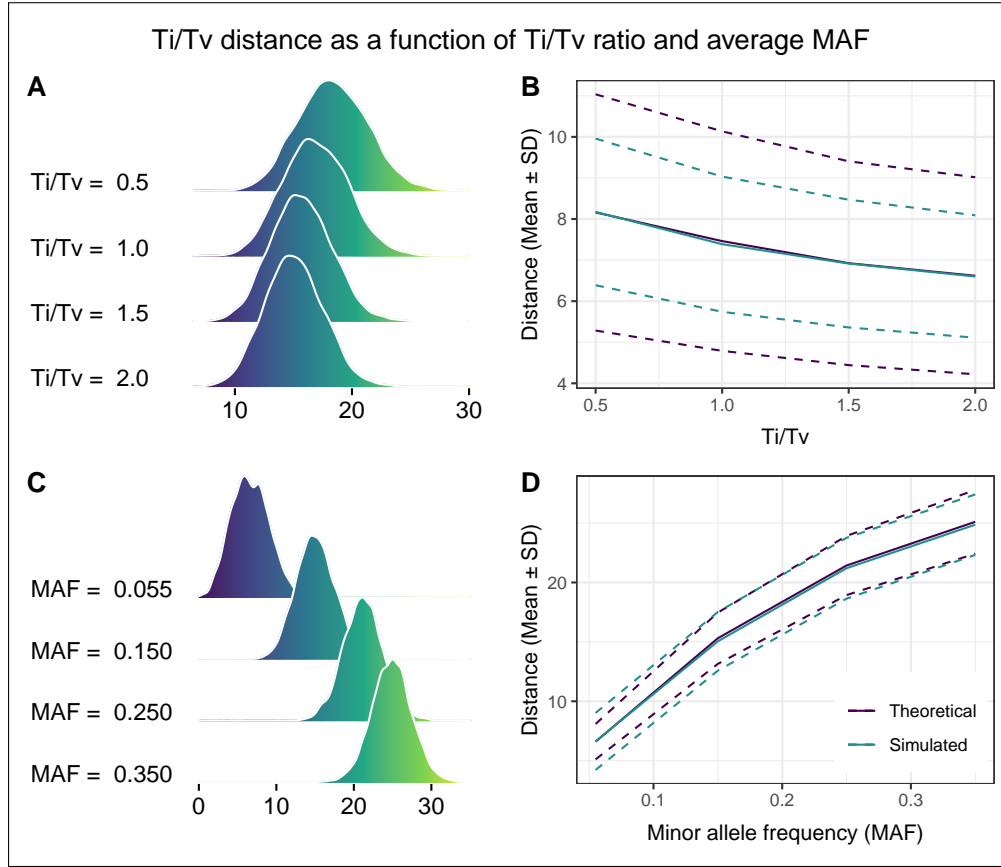 Ti/Tv distance as a function of Ti/Tv ratio and average MAF
A
Ti/Tv = 0.5
Ti/Tv = 1.0
Ti/Tv = 1.5
Ti/Tv = 2.0
10 20 30
B
Distance (Mean ± SD)
10
8
6
4
0.5 1.0 1.5 2.0
Ti/Tv
C
MAF = 0.055
MAF = 0.150
MAF = 0.250
MAF = 0.350
0 10 20 30
D
Distance (Mean ± SD)
20
10
Theoretical
Simulated
0.1 0.2 0.3
Minor allele frequency (MAF)